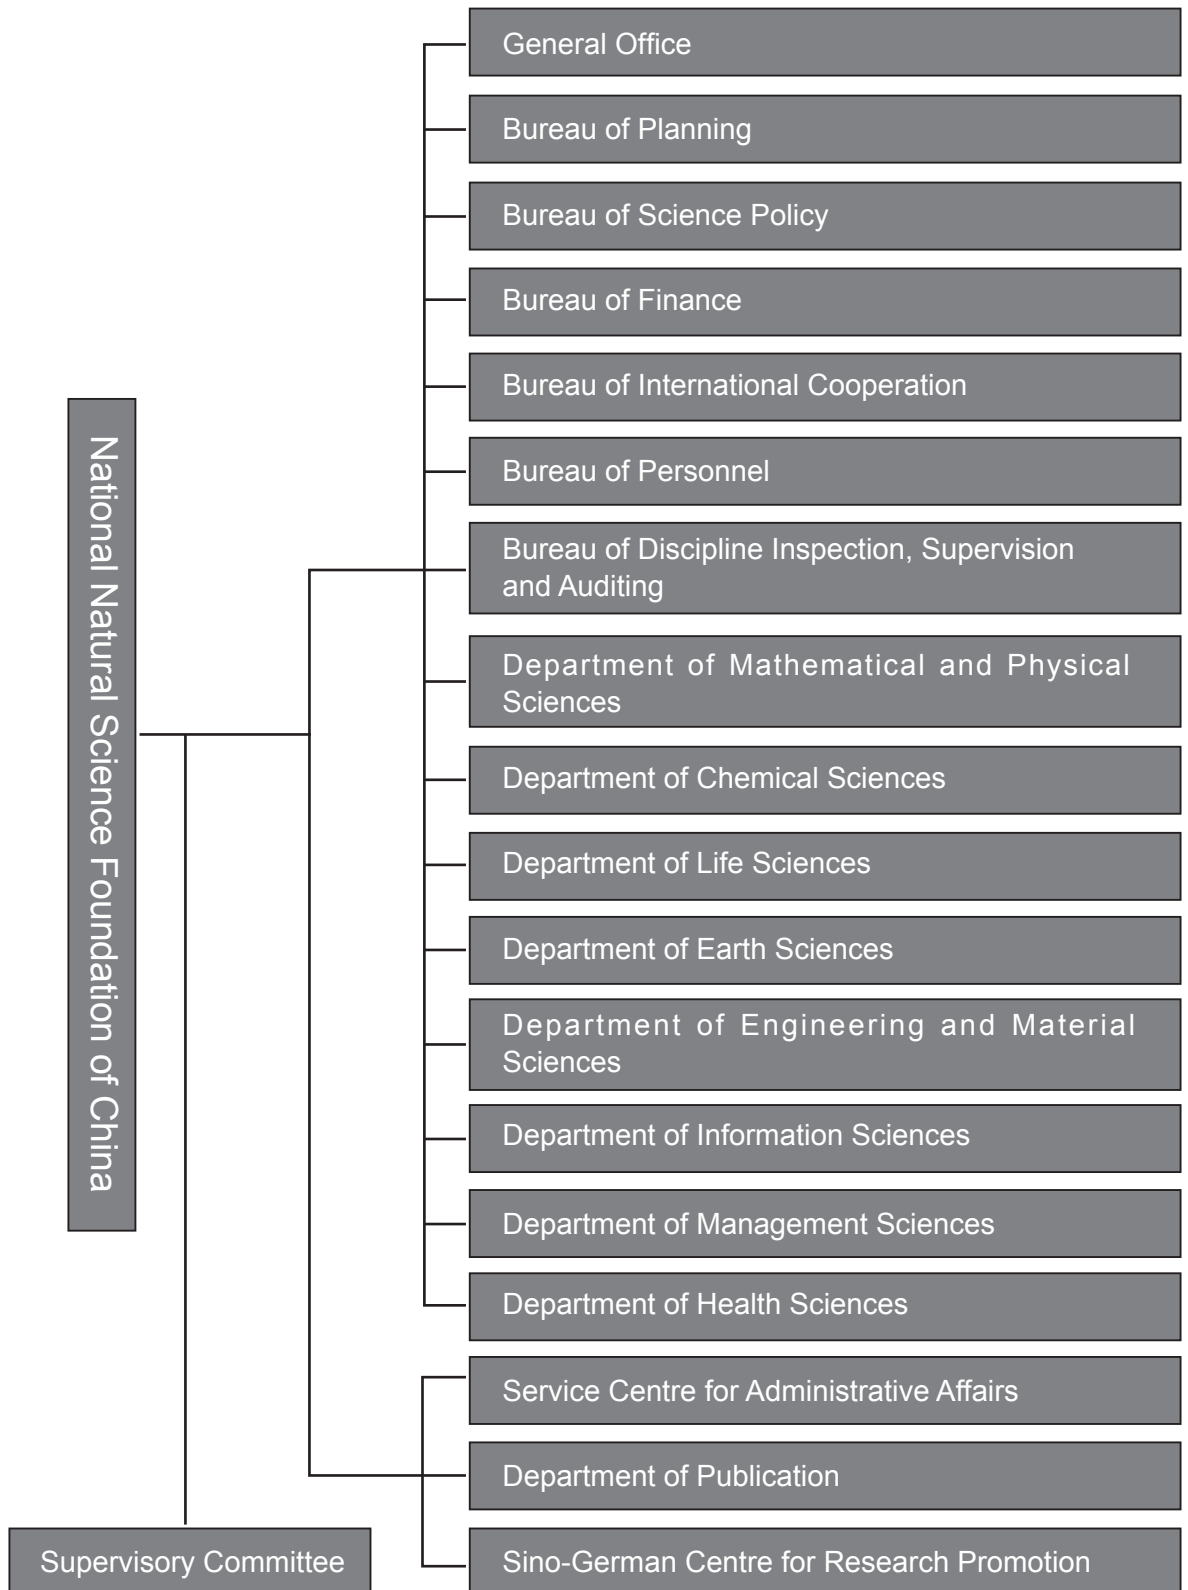 General Office
Bureau of Planning
Bureau of Science Policy
Bureau of Finance
Bureau of International Cooperation
Bureau of Personnel
Bureau of Discipline Inspection, Supervision
and Auditing
Department of Mathematical and Physical
Sciences
Department of Chemical Sciences
Department of Life Sciences
Department of Earth Sciences
Department of Engineering and Material
Sciences
Department of Information Sciences
Department of Management Sciences
Department of Health Sciences
Service Centre for Administrative Affairs
Department of Publication
Sino-German Centre for Research Promotion
National Natural Science Foundation of China
Supervisory Committee